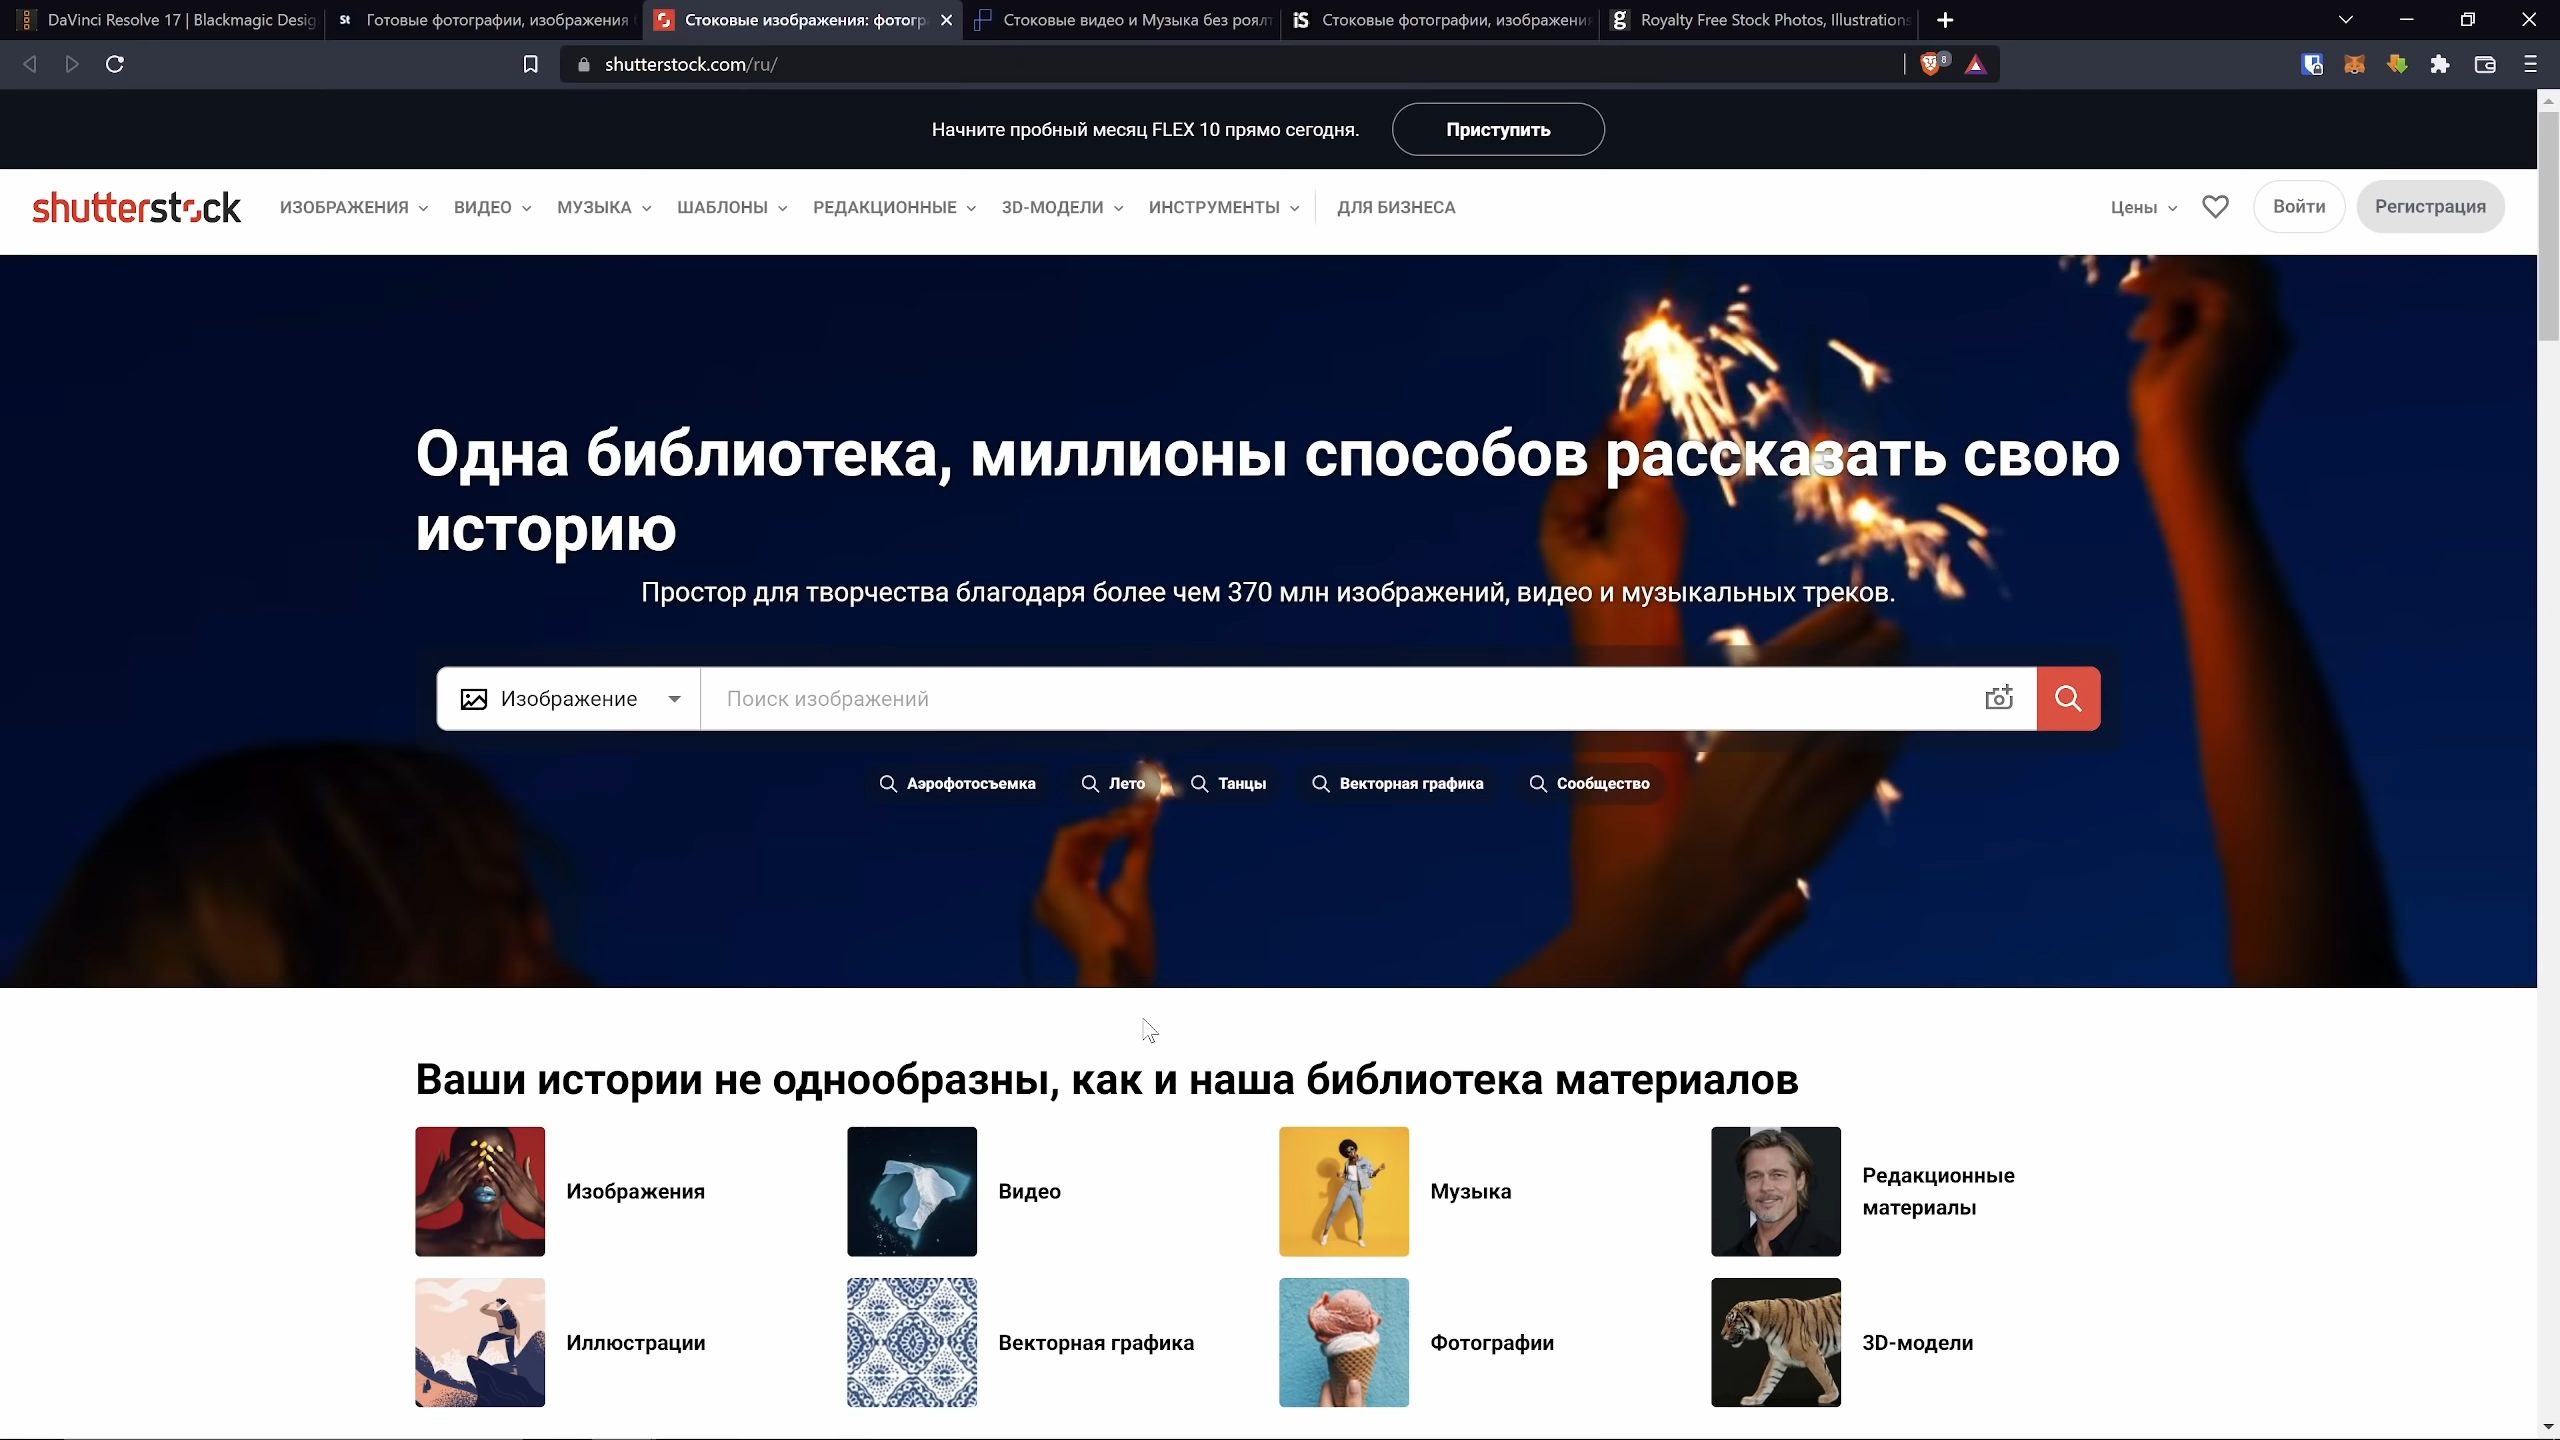 DaVinci Resolve 17 | Blackmagic Desig
St Готовые фотографии, изображения
Стоковые изображения: фотогр
Стоковые видео и Музыка без роялт
iS Стоковые фотографии, изображения
g Royalty Free Stock Photos, Illustrations
shutterstock.com/ru/
8
Начните пробный месяц FLEX 10 прямо сегодня.
Приступить
shutterstock
ИЗОБРАЖЕНИЯ
ВИДЕО
МУЗЫКА
ШАБЛОНЫ
РЕДАКЦИОННЫЕ
3D-МОДЕЛИ
ИНСТРУМЕНТЫ
ДЛЯ БИЗНЕСА
Цены
Войти
Регистрация
Одна библиотека, миллионы способов рассказать свою
историю
Простор для творчества благодаря более чем 370 млн изображений, видео и музыкальных треков.
Изображение
Поиск изображений
Аэрофотосъемка
Лето
Танцы
Векторная графика
Сообщество
Ваши истории не однообразны, как и наша библиотека материалов
Изображения
Видео
Музыка
Редакционные
материалы
Иллюстрации
Векторная графика
Фотографии
3D-модели